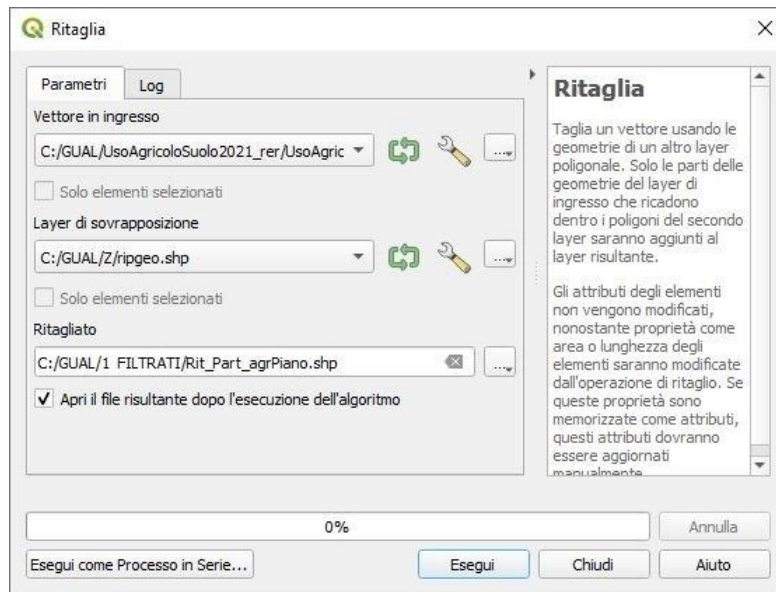 Ritaglia
Parametri
Log
Vettore in ingresso
C:/GUAL/UsoAgricoloSuolo2021_rer/UsoAgric
...
Solo elementi selezionati
Layer di sovrapposizione
C:/GUAL/Z/ripgeo.shp
...
Solo elementi selezionati
Ritagliato
C:/GUAL/1 FILTRATI/Rit_Part_agrPiano.shp
...
Apri il file risultante dopo l'esecuzione dell'algoritmo
Ritaglia
Taglia un vettore usando le
geometrie di un altro layer
poligonale. Solo le parti delle
geometrie del layer di
ingresso che ricadono
dentro i poligoni del secondo
layer saranno aggiunti al
layer risultante.
Gli attributi degli elementi
non vengono modificati,
nonostante proprietà come
area o lunghezza degli
elementi saranno modificate
dall'operazione di ritaglio. Se
queste proprietà sono
memorizzate come attributi,
questi attributi dovranno
essere aggiornati
manualmente.
0%
Annulla
Esegui come Processo in Serie...
Esegui
Chiudi
Aiuto